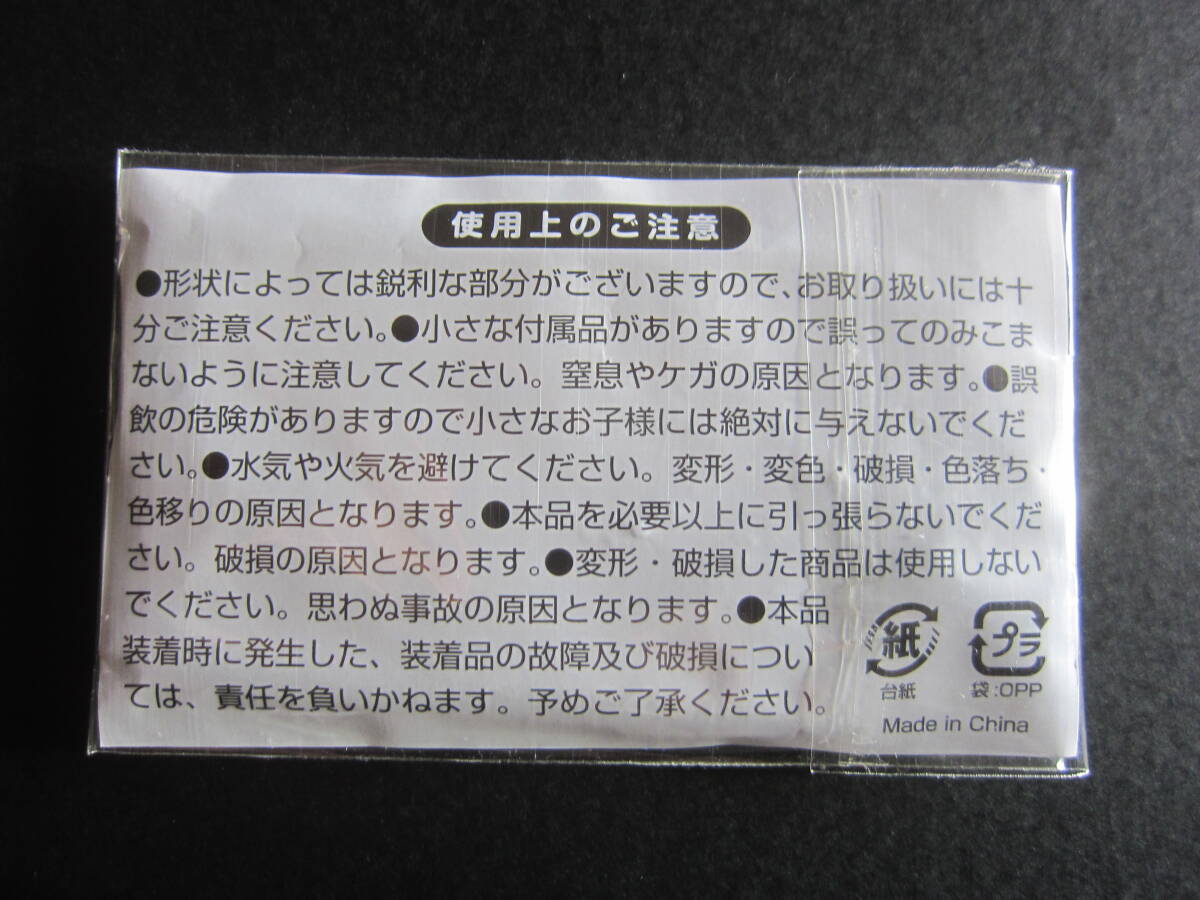 使用上のご注意
●形状によっては鋭利な部分がございますので、お取り扱いには十
分ご注意ください。●小さな付属品がありますので誤ってのみこま
ないように注意してください。窒息やケガの原因となります。●誤
飲の危険がありますので小さなお子様には絶対に与えないでくだ
さい。●水気や火気を避けてください。変形・変色・破損・色落ち・
色移りの原因となります。●本品を必要以上に引っ張らないでくだ
さい。破損の原因となります。●変形・破損した商品は使用しない
でください。思わぬ事故の原因となります。●本品
装着時に発生した、装着品の故障及び破損につい
ては、責任を負いかねます。予めご了承ください。
紙
台紙
プラ
袋:OPP
Made in China